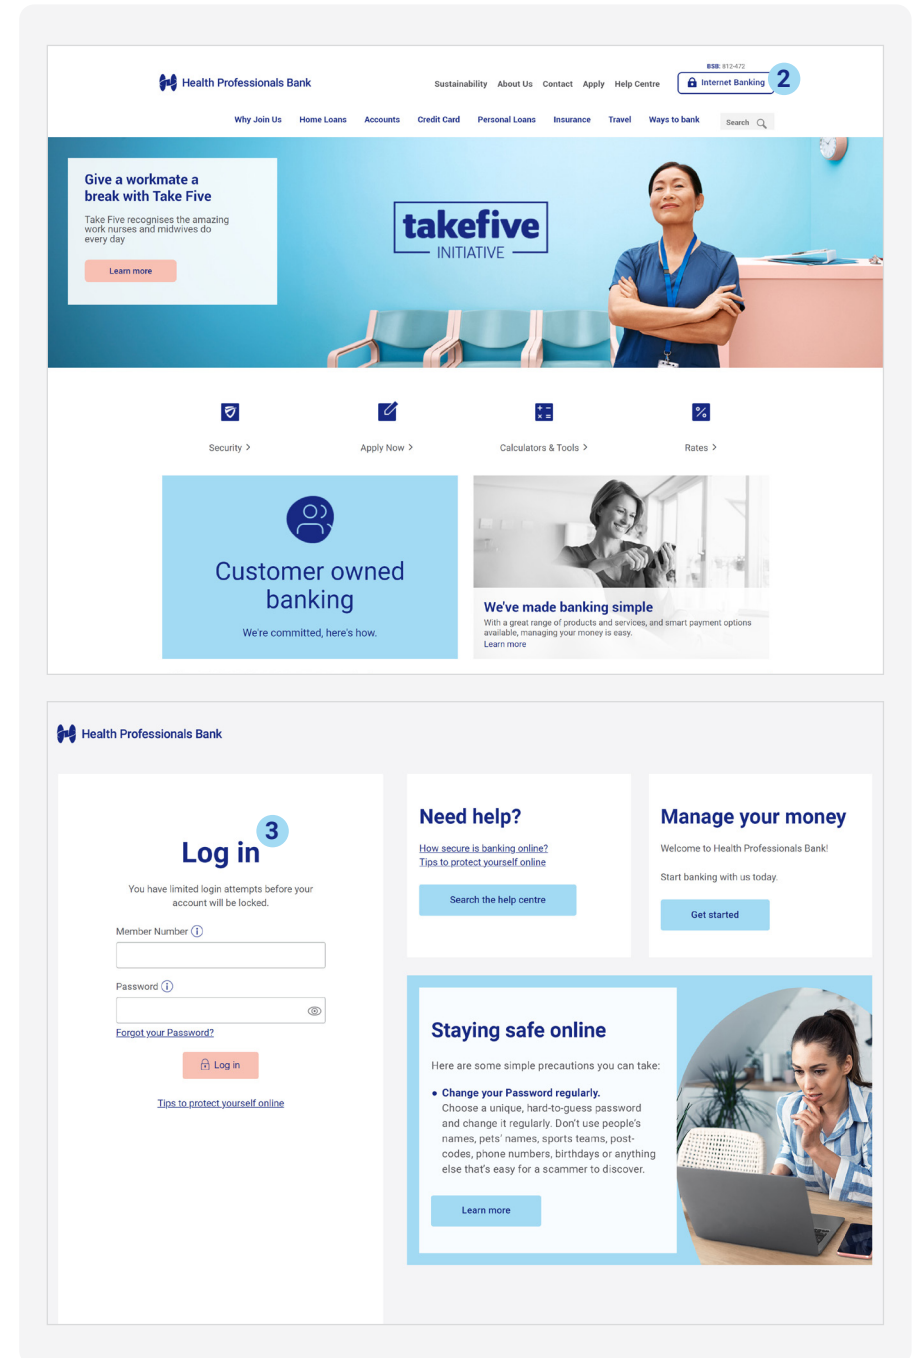 BSB: 812-472
Health Professionals Bank
Sustainability About Us Contact Apply Help Centre
Internet Banking
2
Why Join Us Home Loans Accounts Credit Card Personal Loans Insurance Travel Ways to bank
Search
Give a workmate a
break with Take Five
Take Five recognises the amazing
work nurses and midwives do
every day
Learn more
takefive
INITIATIVE
Security >
Apply Now >
Calculators & Tools >
Rates >
Customer owned
banking
We're committed, here's how.
We've made banking simple
With a great range of products and services, and smart payment options
available, managing your money is easy.
Learn more
Health Professionals Bank
Log in
3
You have limited login attempts before your
account will be locked.
Member Number
Password
Forgot your Password?
Log in
Tips to protect yourself online
Need help?
How secure is banking online?
Tips to protect yourself online
Search the help centre
Manage your money
Welcome to Health Professionals Bank!
Start banking with us today.
Get started
Staying safe online
Here are some simple precautions you can take:
• Change your Password regularly.
Choose a unique, hard-to-guess password
and change it regularly. Don't use people's
names, pets' names, sports teams, post-
codes, phone numbers, birthdays or anything
else that's easy for a scammer to discover.
Learn more